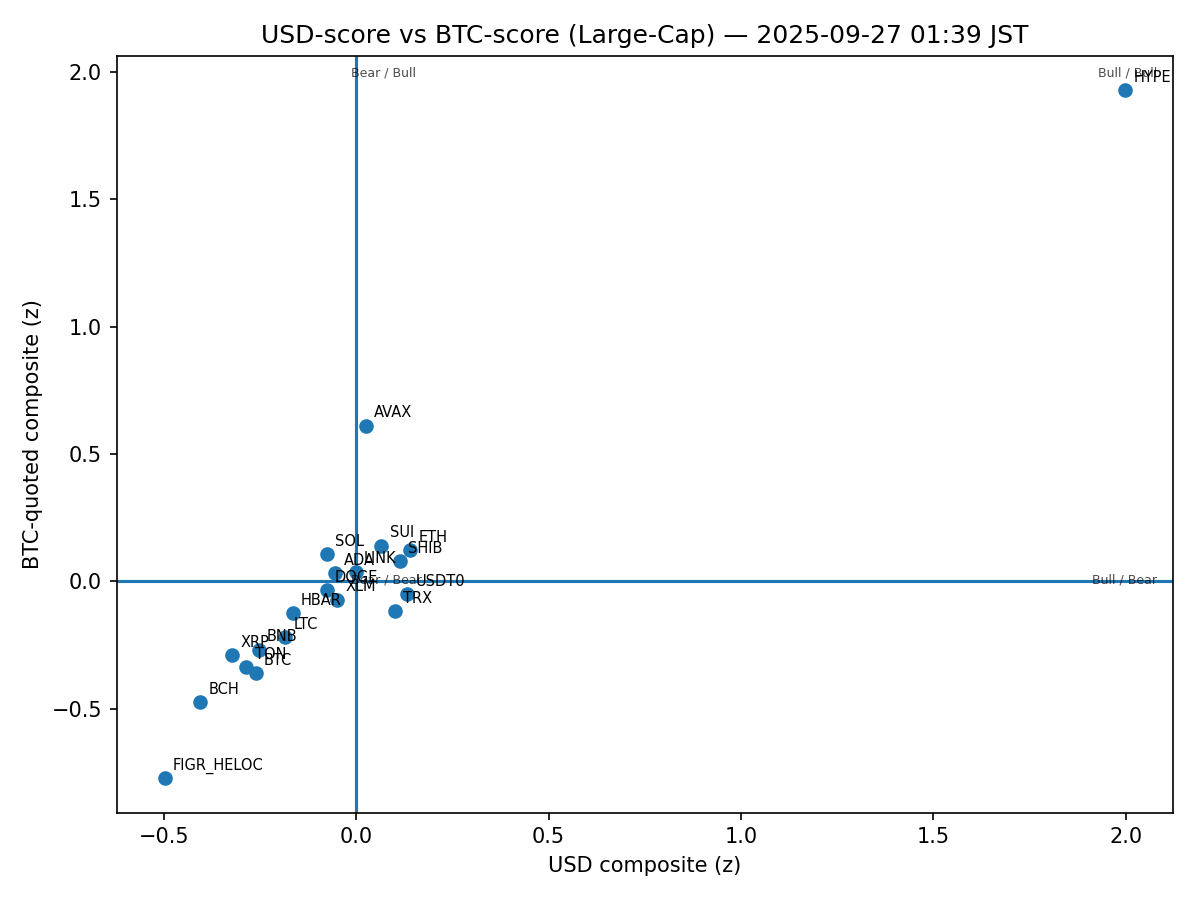 USD-score vs BTC-score (Large-Cap) — 2025-09-27 01:39 JST
2.0
Bear / Bull
Bull / Bull
HYPE
1.5
1.0
AVAX
0.5
SUI
ETH
SOL
SHIB
LINK
ADA
0.0
DOGE
Bear / Bear
USDT0
Bull / Bear
XLM
TRX
HBAR
LTC
BNB
XRP
TON
BTC
BCH
−0.5
FIGR_HELOC
−0.5
0.0
0.5
1.0
1.5
2.0
USD composite (z)
BTC-quoted composite (z)